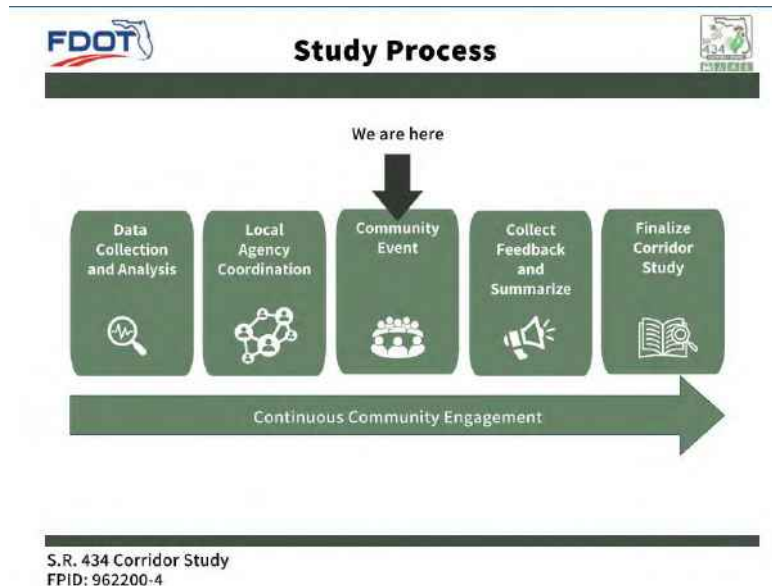 FDOT
Study Process
434
We are here
Data
Collection
and Analysis
Local
Agency
Coordination
Community
Event
Collect
Feedback
and
Summarize
Finalize
Corridor
Study
Continuous Community Engagement
S.R. 434 Corridor Study
FPID: 962200-4